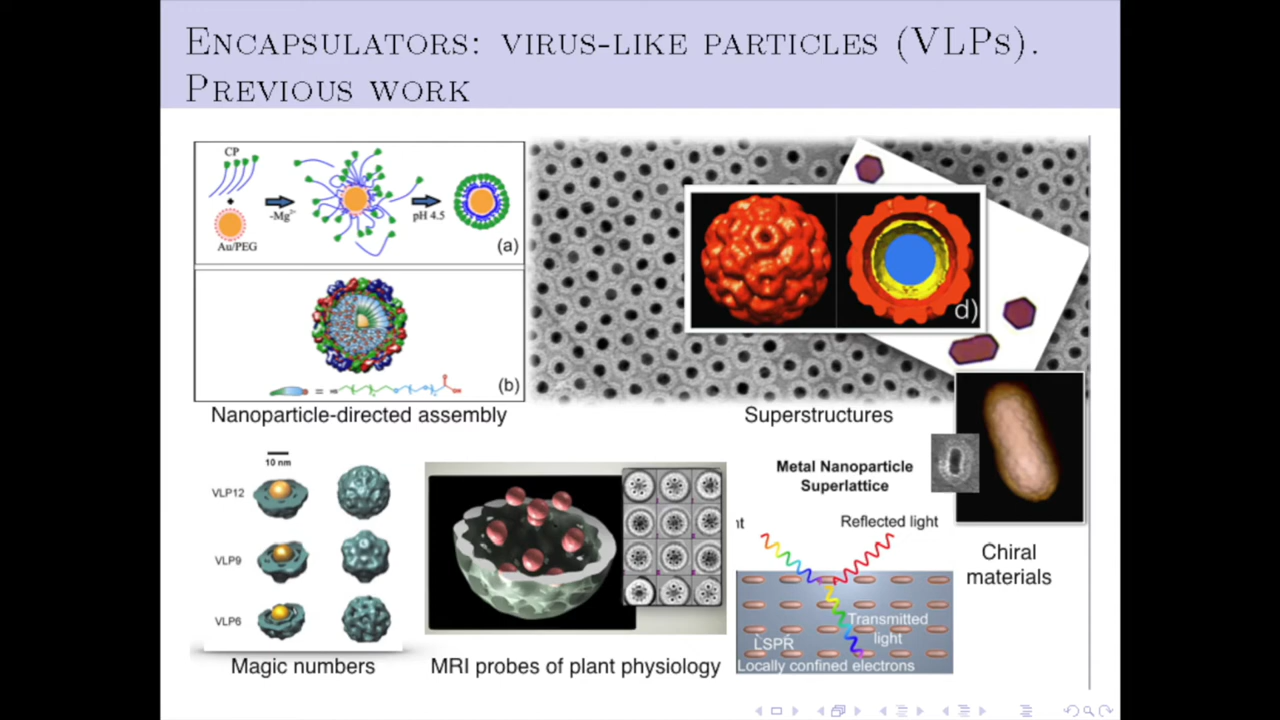 Encapsulators: virus-like particles (VLPs).
Previous work
CP
+
Au/PEG
-Mg²⁺
pH 4.5
(a)
(b)
Nanoparticle-directed assembly
d)
Superstructures
10 nm
VLP12
VLP9
VLP6
Magic numbers
MRI probes of plant physiology
Metal Nanoparticle
Superlattice
Reflected light
Transmitted
light
LSPR
Locally confined electrons
Chiral
materials